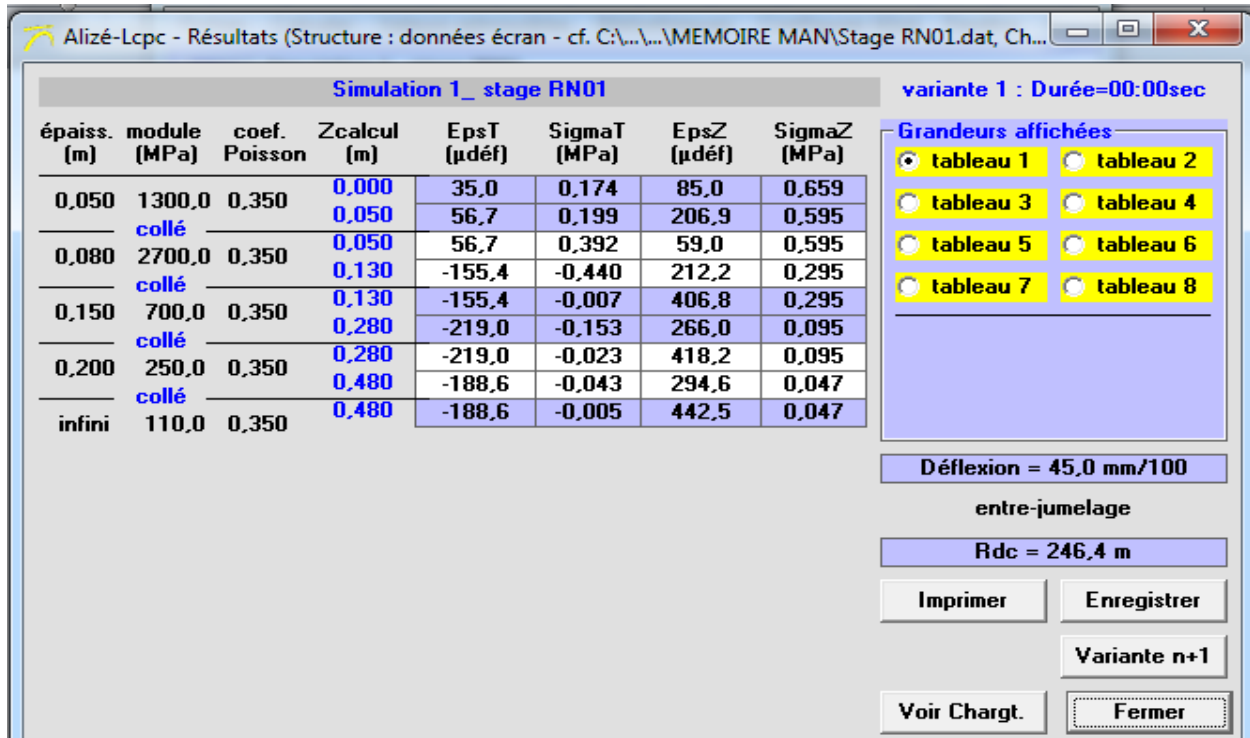 Alizé-Lcpc - Résultats (Structure : données écran - cf. C:\...\...\MEMOIRE MAN\Stage RN01.dat, Ch...
Simulation 1_ stage RN01
variante 1 : Durée=00:00sec
épaiss. module coef. Zcalcul EpsT SigmaT EpsZ SigmaZ
(m) (MPa) Poisson (m) (µdéf) (MPa) (µdéf) (MPa)
0,000 35,0 0,174 85,0 0,659
0,050 1300,0 0,350
0,050 56,7 0,199 206,9 0,595
collé
0,050 56,7 0,392 59,0 0,595
0,080 2700,0 0,350
0,130 -155,4 -0,440 212,2 0,295
collé
0,130 -155,4 -0,007 406,8 0,295
0,150 700,0 0,350
0,280 -219,0 -0,153 266,0 0,095
collé
0,280 -219,0 -0,023 418,2 0,095
0,200 250,0 0,350
0,480 -188,6 -0,043 294,6 0,047
collé
0,480 -188,6 -0,005 442,5 0,047
infini 110,0 0,350
Grandeurs affichées
tableau 1 tableau 2
tableau 3 tableau 4
tableau 5 tableau 6
tableau 7 tableau 8
Déflexion = 45,0 mm/100
entre-jumelage
Rdc = 246,4 m
Imprimer Enregistrer
Variante n+1
Voir Chargt. Fermer